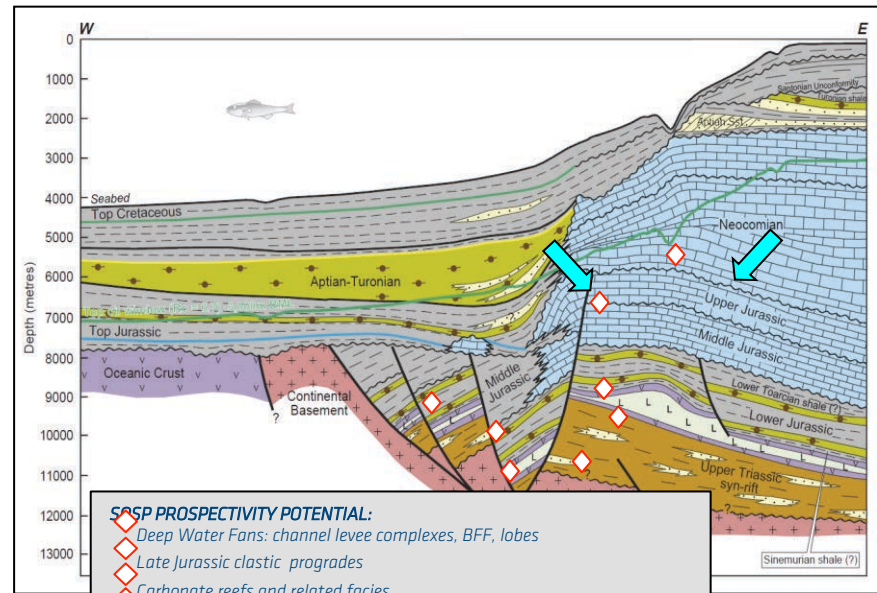 W
E
0
1000
2000
3000
4000
5000
6000
7000
8000
9000
10000
11000
12000
13000
Depth (metres)
Santonian Unconformity
Turonian shale
Aptian Sst.
Seabed
Top Cretaceous
Neocomian
Aptian-Turonian
?
Upper Jurassic
Top Jurassic
Middle Jurassic
Oceanic Crust
Continental
Basement
?
Middle
Jurassic
Lower Toarcian shale (?)
Lower Jurassic
Upper Triassic
syn-rift
Sinemurian shale (?)
PROSPECTIVITY POTENTIAL:
Deep Water Fans: channel levee complexes, BFF, lobes
Late Jurassic clastic progrades
Carbonate reefs and related facies